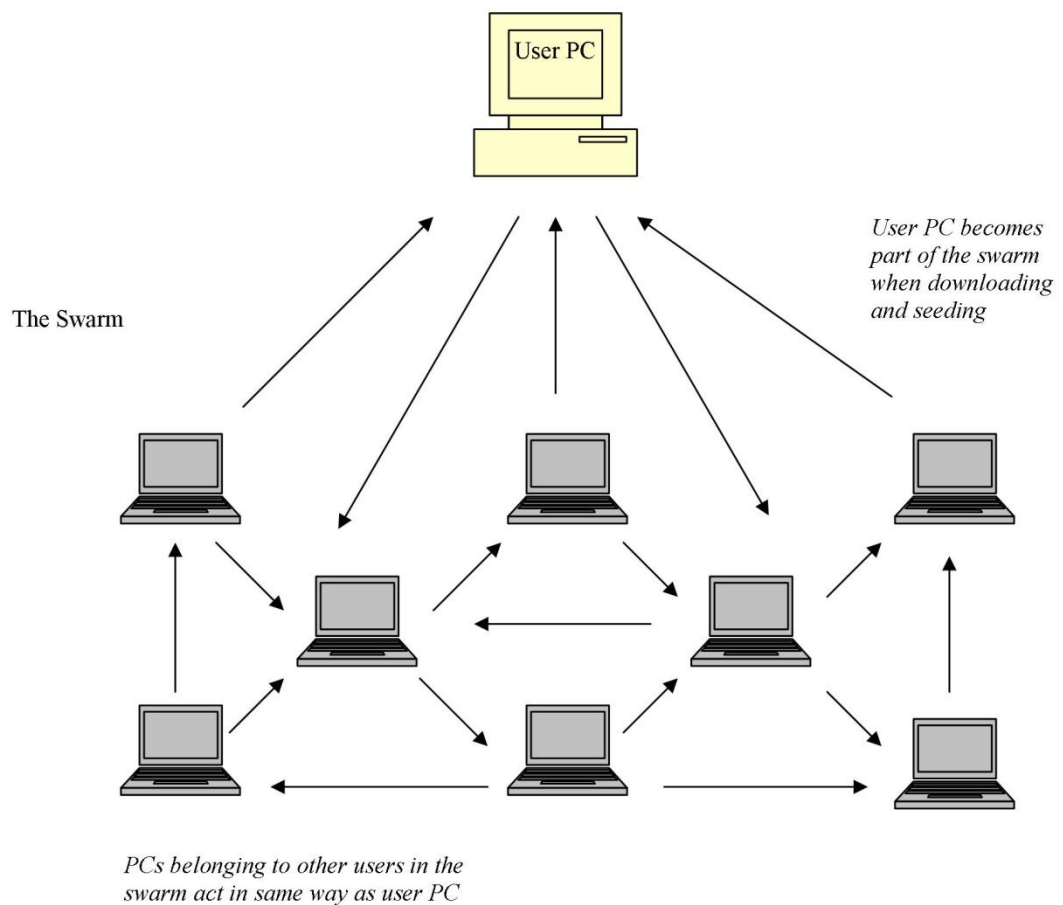 User PC
User PC becomes
part of the swarm
when downloading
and seeding
The Swarm
PCs belonging to other users in the
swarm act in same way as user PC